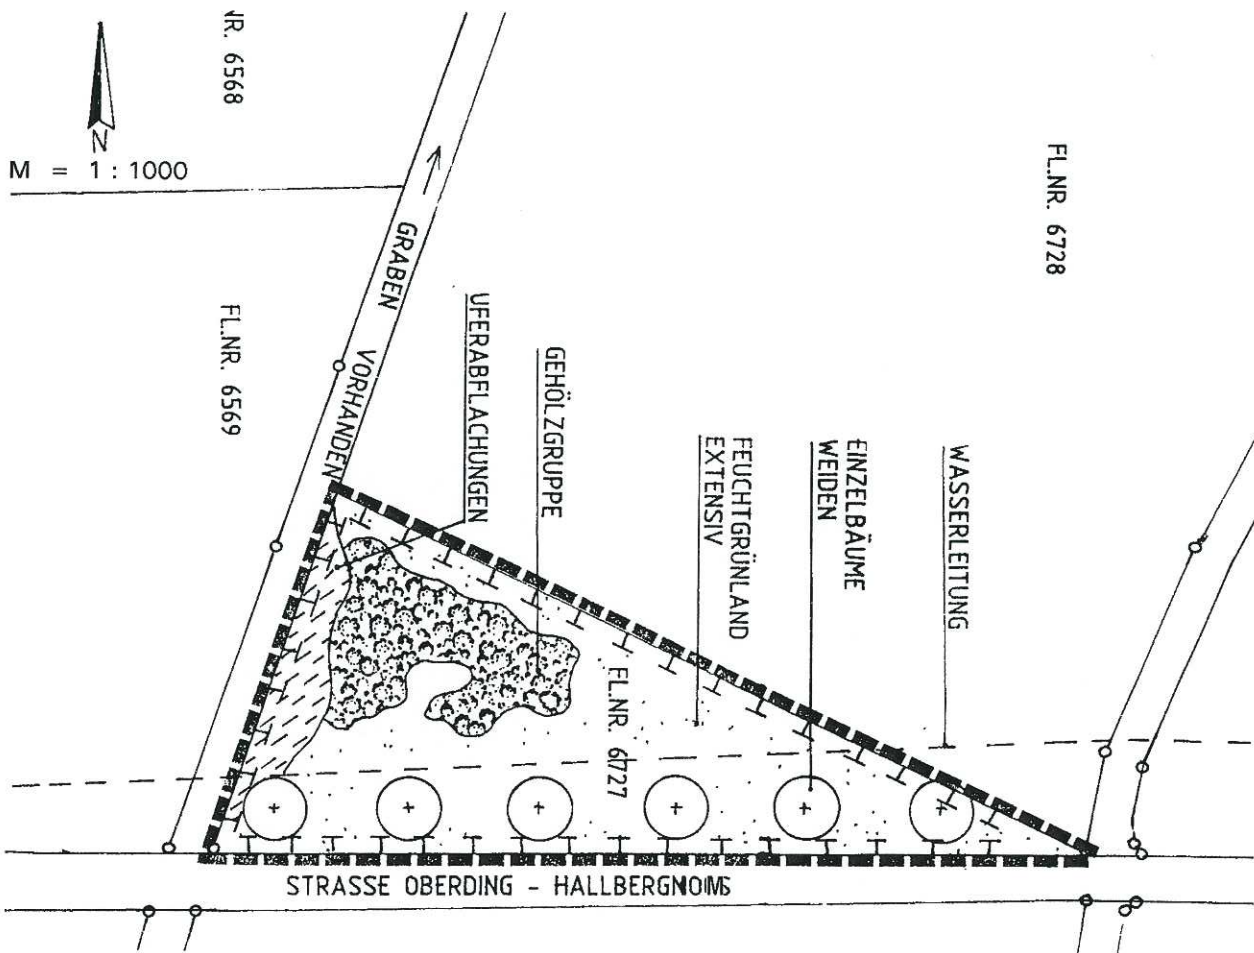 NR. 6568
N
M = 1 : 1000
FL.NR. 6728
GRABEN VORHANDEN
FL.NR. 6569
UFERABFLACHUNGEN
GEHÖLZGRUPPE
FEUCHTGRÜNLAND
EXTENSIV
EINZELBÄUME
WEIDEN
WASSERLEITUNG
FL.NR. 6727
STRASSE OBERDING -